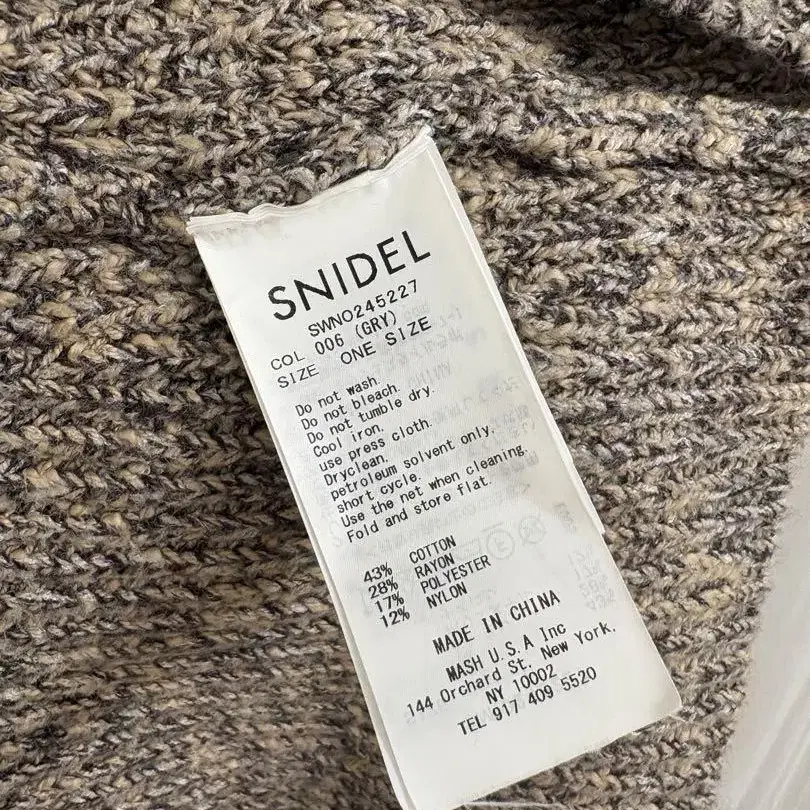 SNIDEL
SWNO245227
COL 006 (GRY)
SIZE ONE SIZE
Do not wash.
Do not bleach.
Do not tumble dry.
Cool iron.
use press cloth.
Dryclean.
petroleum solvent only,
short cycle.
Use the net when cleaning.
Fold and store flat.
43% COTTON
28% RAYON
17% POLYESTER
12% NYLON
MADE IN CHINA
MASH U.S.A Inc
144 Orchard St. New York.
NY 10002
TEL 917 409 5520